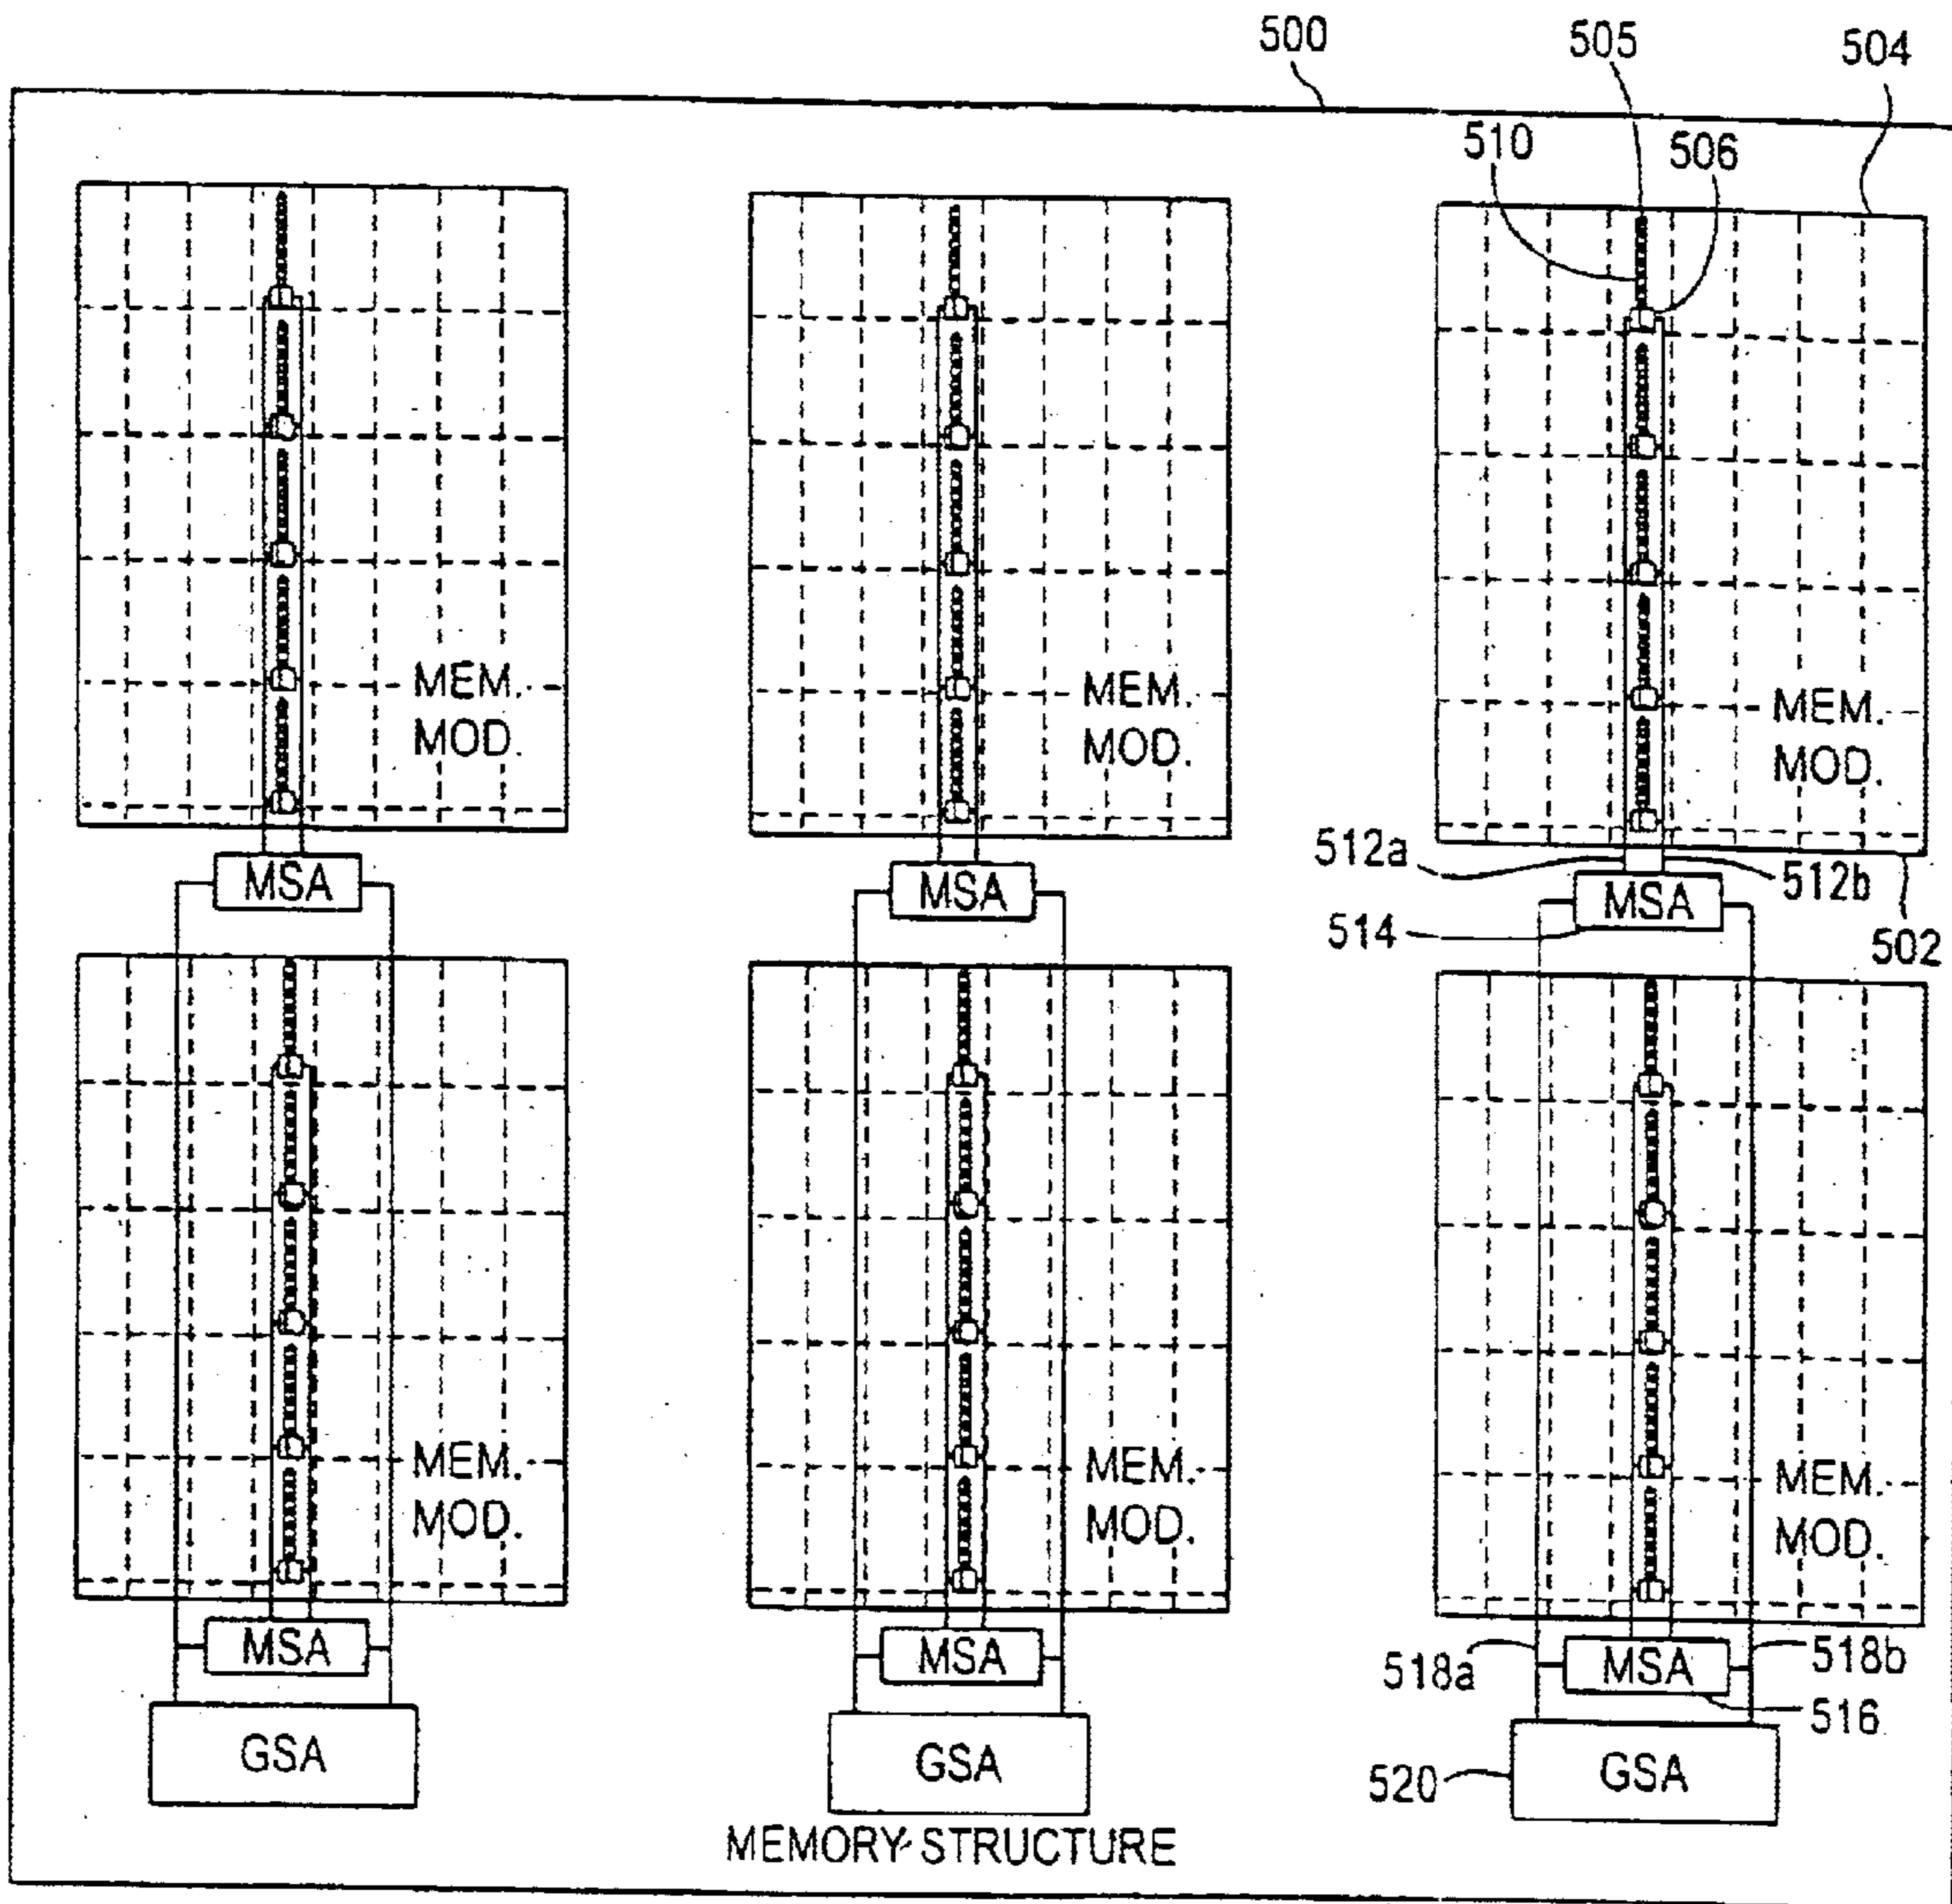 500
505
504
510
506
MEM.
MOD.
MEM.
MOD.
MEM.
MOD.
512a
512b
MSA
MSA
MSA
514
502
MEM.
MOD.
MEM.
MOD.
MEM.
MOD.
MSA
MSA
518a
MSA
518b
516
GSA
GSA
520
GSA
MEMORY STRUCTURE